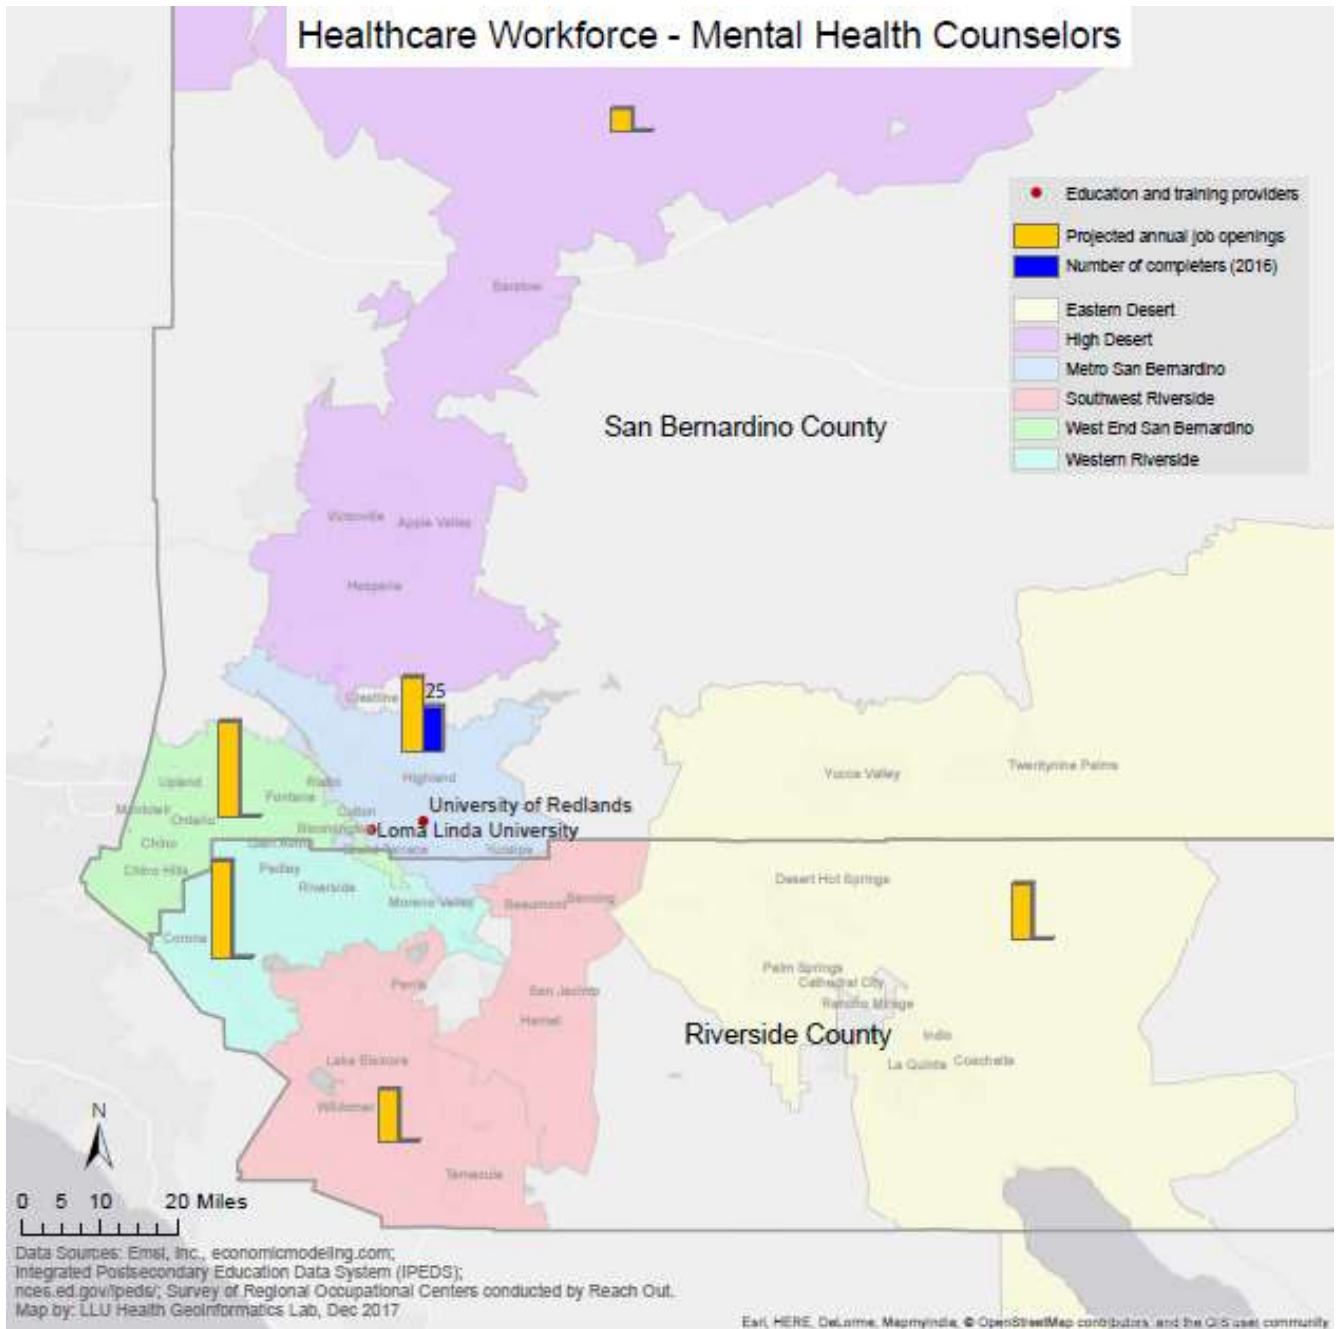 Healthcare Workforce - Mental Health Counselors
Education and training providers
Projected annual job openings
Number of completers (2016)
Eastern Desert
High Desert
Metro San Bernardino
Southwest Riverside
West End San Bernardino
Western Riverside
Barstow
San Bernardino County
Victorville
Apple Valley
Hesperia
Crestline
25
Upland
Rialto
Highland
Fontana
Yucca Valley
Twentynine Palms
Montclair
Ontario
Colton
University of Redlands
Bloomington
Loma Linda University
Chino
Glen Avon
Grand Terrace
Yucaipa
Chino Hills
Pedley
Riverside
Desert Hot Springs
Moreno Valley
Beaumont
Banning
Corona
Palm Springs
Cathedral City
Perris
San Jacinto
Rancho Mirage
Hemet
Riverside County
Indio
Lake Elsinore
La Quinta
Coachella
Wildomar
Temecula
N
0 5 10 20 Miles
Data Sources: Emsi, Inc., economicmodeling.com;
Integrated Postsecondary Education Data System (IPEDS);
nces.ed.gov/ipeds/; Survey of Regional Occupational Centers conducted by Reach Out.
Map by: LLU Health Geoinformatics Lab, Dec 2017
Esri, HERE, DeLorme, MapmyIndia, © OpenStreetMap contributors, and the GIS user community